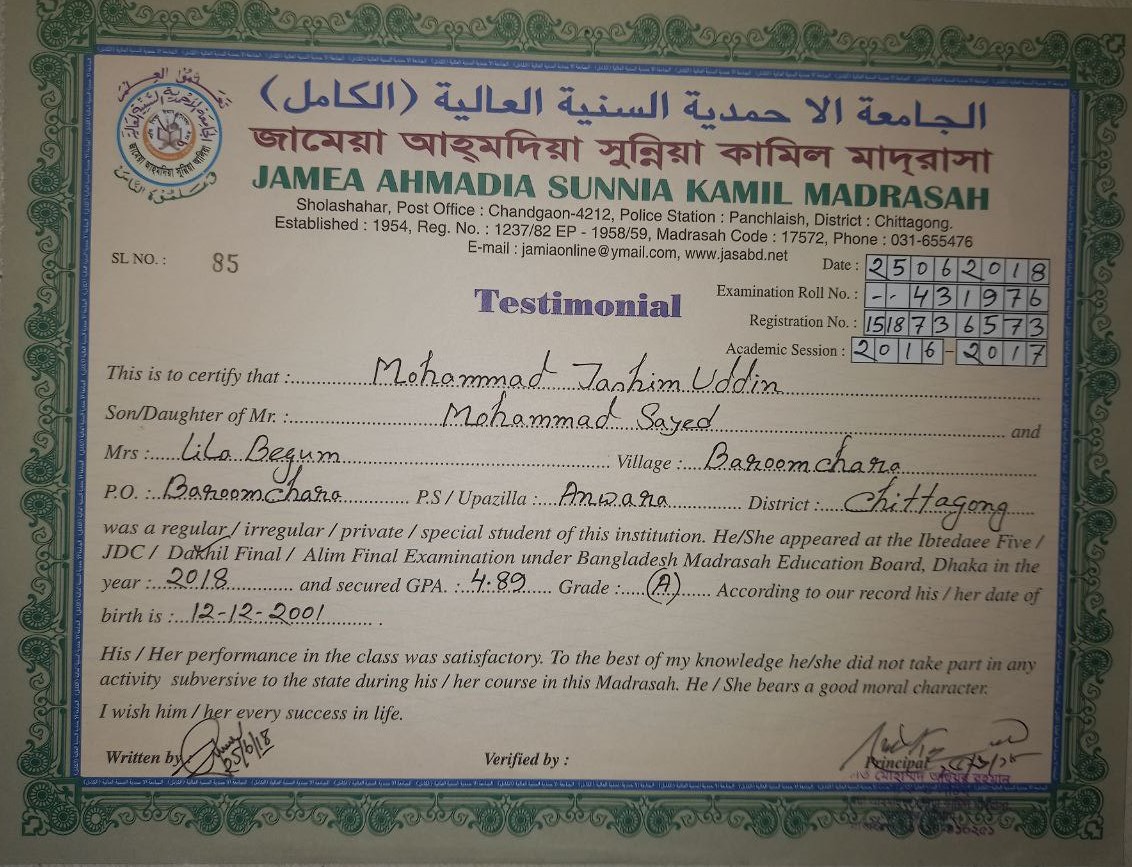 الجامعة الاحمدية السنية العالية (الكامل)
জামেয়া আহ্‌মদিয়া সুন্নিয়া কামিল মাদ্‌রাসা
JAMEA AHMADIA SUNNIA KAMIL MADRASAH
Sholashahar, Post Office : Chandgaon-4212, Police Station : Panchlaish, District : Chittagong.
Established : 1954, Reg. No. : 1237/82 EP - 1958/59, Madrasah Code : 17572, Phone : 031-655476
E-mail : jamiaonline@ymail.com, www.jasabd.net
SL NO. : 85
Date : 25062018
Testimonial
Examination Roll No. : -- 431976
Registration No. : 1518736573
Academic Session : 2016-2017
This is to certify that : Mohammad Jashim Uddin
Son/Daughter of Mr. : Mohammad Sayed and
Mrs : Lila Begum Village : Baroomchara
P.O. : Baroomchara P.S / Upazilla : Anwara District : Chittagong
was a regular / irregular / private / special student of this institution. He/She appeared at the Ibtedaee Five /
JDC / Dakhil Final / Alim Final Examination under Bangladesh Madrasah Education Board, Dhaka in the
year : 2018 and secured GPA. : 4.89 Grade : (A) According to our record his / her date of
birth is : 12-12-2001 .
His / Her performance in the class was satisfactory. To the best of my knowledge he/she did not take part in any
activity subversive to the state during his / her course in this Madrasah. He / She bears a good moral character.
I wish him / her every success in life.
Written by : 25/6/18 Verified by : Principal